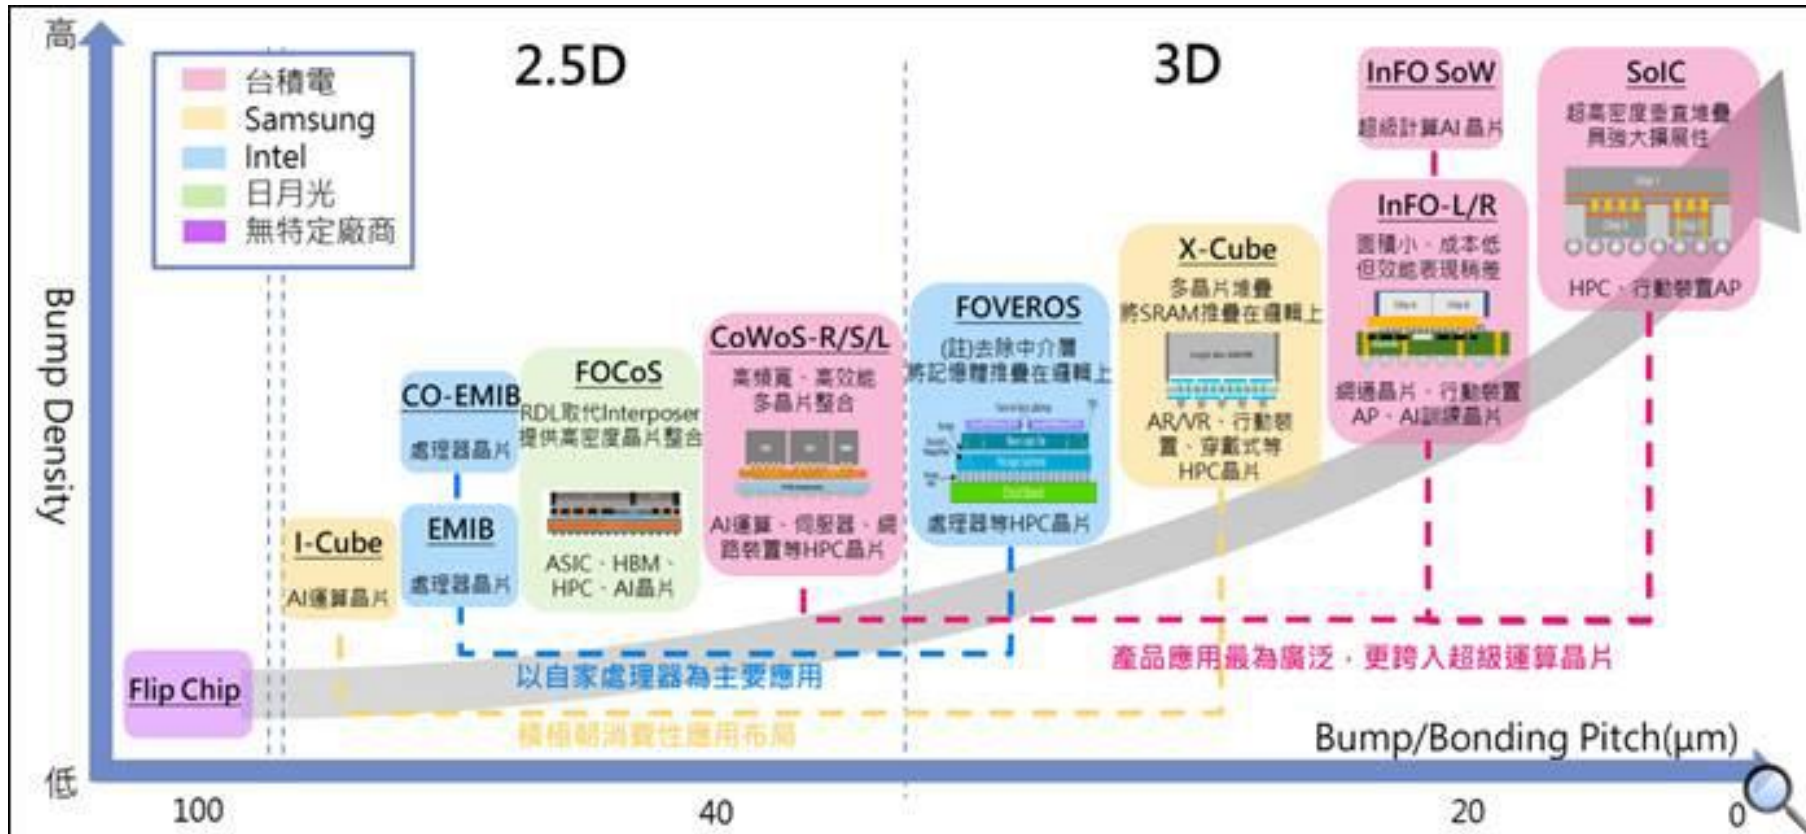 高
2.5D
3D
台積電
Samsung
Intel
日月光
無特定廠商
Bump Density
低
Flip Chip
I-Cube
AI運算晶片
CO-EMIB
處理器晶片
EMIB
處理器晶片
FOCoS
RDL取代Interposer
提供高密度晶片整合
ASIC、HBM、
HPC、AI晶片
CoWoS-R/S/L
高頻寬、高效能
多晶片整合
AI運算、伺服器、網
路裝置等HPC晶片
FOVEROS
(註)去除中介層
將記憶體堆疊在邏輯上
處理器等HPC晶片
X-Cube
多晶片堆疊
將SRAM堆疊在邏輯上
AR/VR、行動裝
置、穿戴式等
HPC晶片
InFO SoW
超級計算AI晶片
InFO-L/R
面積小、成本低
但效能表現稍差
網通晶片、行動裝置
AP、AI訓練晶片
SoIC
超高密度垂直堆疊
具強大擴展性
HPC、行動裝置AP
以自家處理器為主要應用
積極朝消費性應用布局
產品應用最為廣泛，更跨入超級運算晶片
Bump/Bonding Pitch(μm)
100
40
20
0